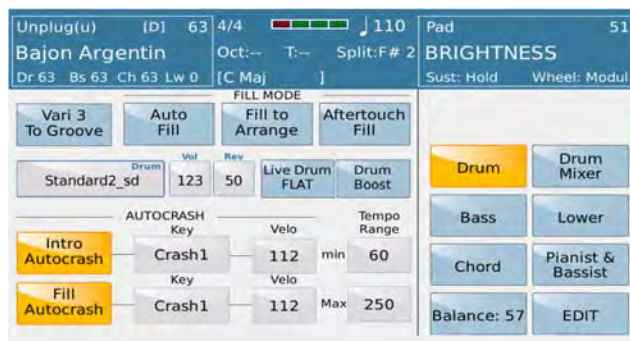 Unplug(u) [D] 63
Bajon Argentin
Dr 63 Bs 63 Ch 63 Lw 0
4/4 110
Oct:-- T:-- Split:F# 2
[C Maj ]
Pad 51
BRIGHTNESS
Sust: Hold Wheel: Modul
FILL MODE
Vari 3
To Groove
Auto
Fill
Fill to
Arrange
Aftertouch
Fill
Drum
Standard2_sd
Vol
123
Rev
50
Live Drum
FLAT
Drum
Boost
AUTOCRASH
Key
Velo
Tempo
Range
Intro
Autocrash
Crash1
112
min
60
Key
Velo
Fill
Autocrash
Crash1
112
Max
250
Drum
Drum
Mixer
Bass
Lower
Chord
Pianist &
Bassist
Balance: 57
EDIT